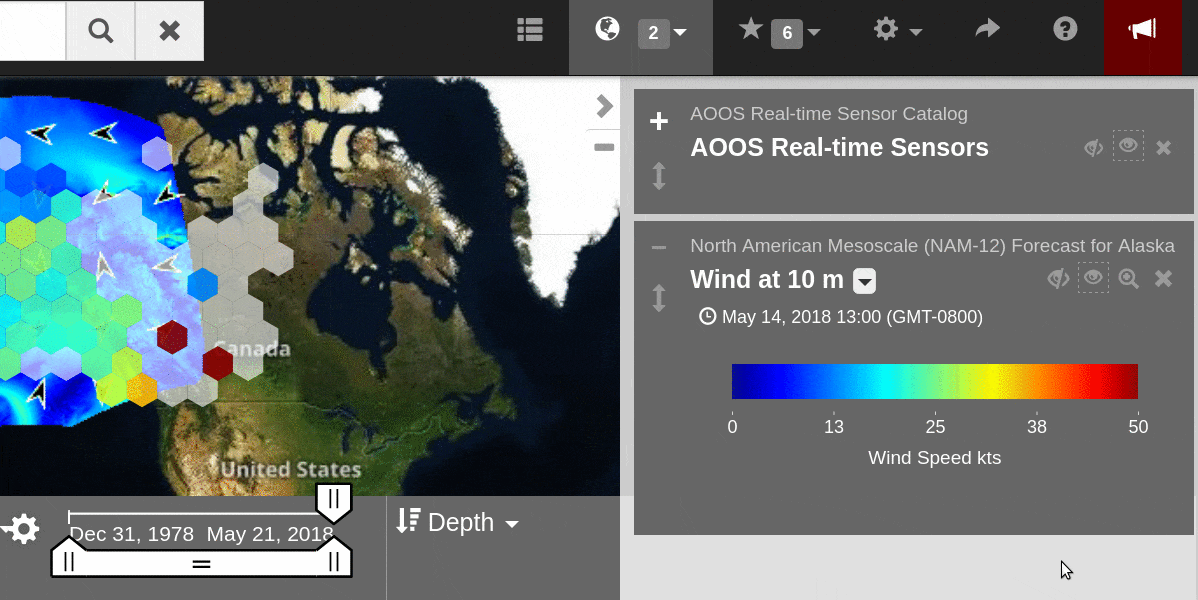 2
6
AOOS Real-time Sensor Catalog
AOOS Real-time Sensors
North American Mesoscale (NAM-12) Forecast for Alaska
Wind at 10 m
May 14, 2018 13:00 (GMT-0800)
0 13 25 38 50
Wind Speed kts
Canada
United States
Dec 31, 1978 May 21, 2018
Depth